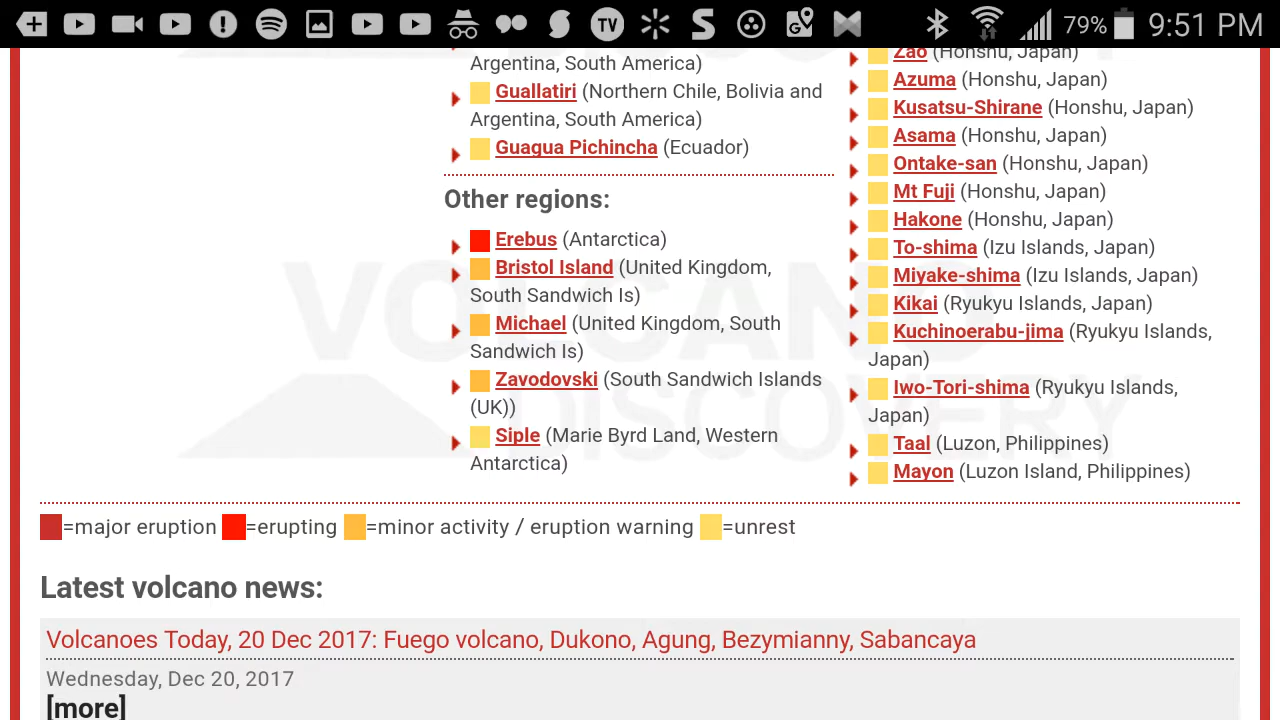 79% 9:51 PM
Argentina, South America)
Guallatiri (Northern Chile, Bolivia and
Argentina, South America)
Guagua Pichincha (Ecuador)
Other regions:
Erebus (Antarctica)
Bristol Island (United Kingdom,
South Sandwich Is)
Michael (United Kingdom, South
Sandwich Is)
Zavodovski (South Sandwich Islands
(UK))
Siple (Marie Byrd Land, Western
Antarctica)
Zao (Honshu, Japan)
Azuma (Honshu, Japan)
Kusatsu-Shirane (Honshu, Japan)
Asama (Honshu, Japan)
Ontake-san (Honshu, Japan)
Mt Fuji (Honshu, Japan)
Hakone (Honshu, Japan)
To-shima (Izu Islands, Japan)
Miyake-shima (Izu Islands, Japan)
Kikai (Ryukyu Islands, Japan)
Kuchinoerabu-jima (Ryukyu Islands,
Japan)
Iwo-Tori-shima (Ryukyu Islands,
Japan)
Taal (Luzon, Philippines)
Mayon (Luzon Island, Philippines)
VOLCANO
DISCOVERY
=major eruption =erupting =minor activity / eruption warning =unrest
Latest volcano news:
Volcanoes Today, 20 Dec 2017: Fuego volcano, Dukono, Agung, Bezymianny, Sabancaya
Wednesday, Dec 20, 2017
[more]